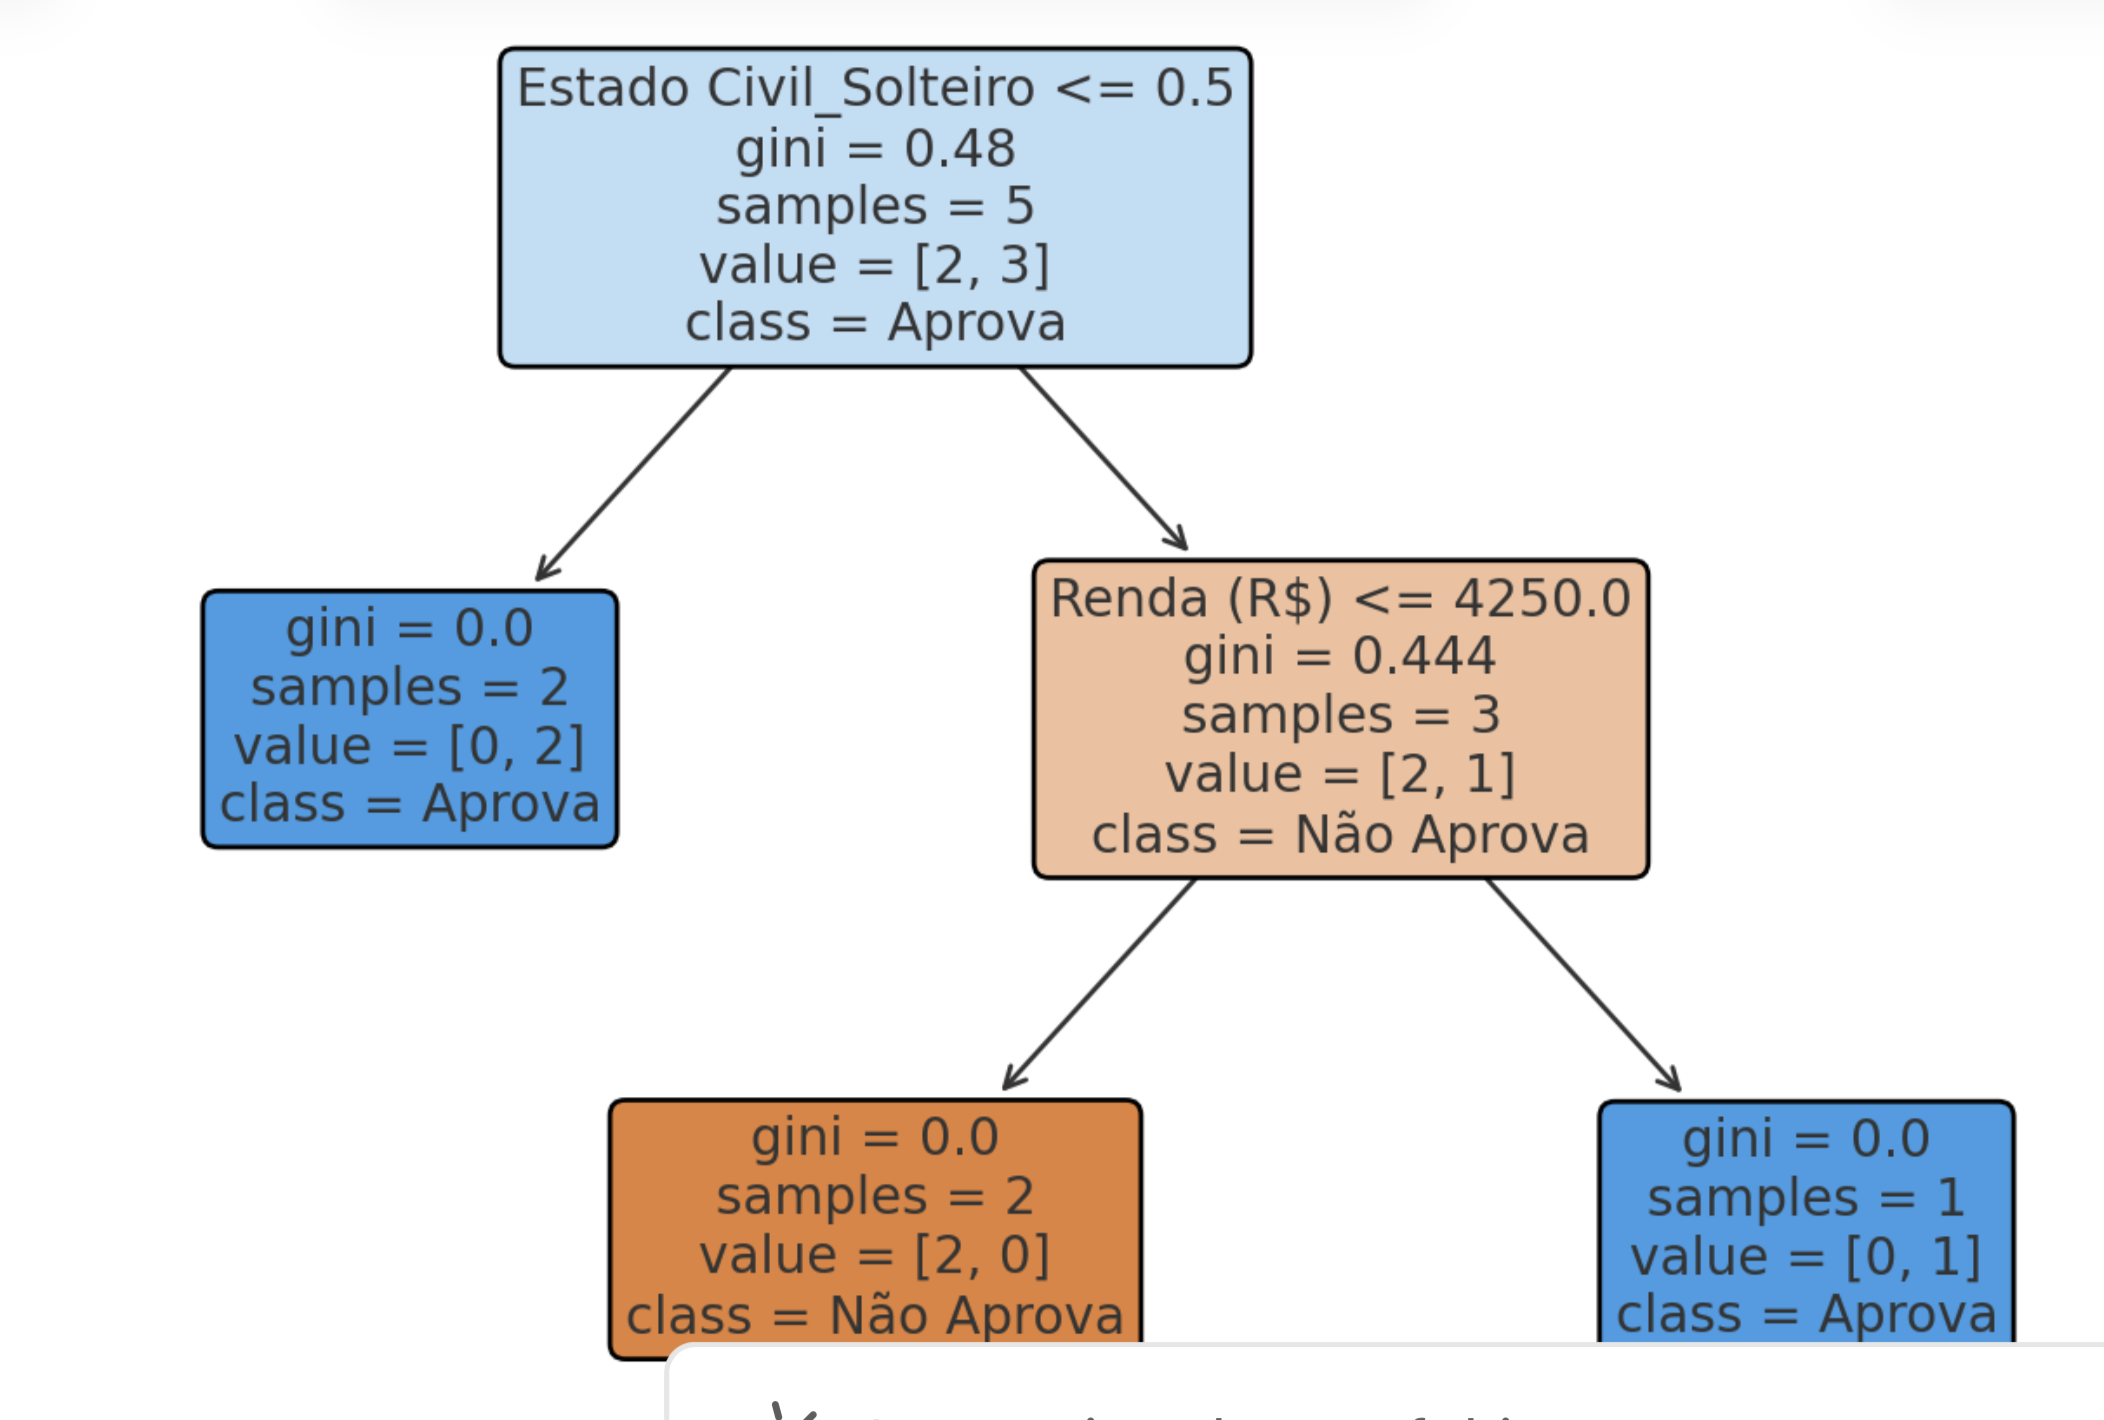 Estado Civil_Solteiro <= 0.5
gini = 0.48
samples = 5
value = [2, 3]
class = Aprova
gini = 0.0
samples = 2
value = [0, 2]
class = Aprova
Renda (R$) <= 4250.0
gini = 0.444
samples = 3
value = [2, 1]
class = Não Aprova
gini = 0.0
samples = 2
value = [2, 0]
class = Não Aprova
gini = 0.0
samples = 1
value = [0, 1]
class = Aprova